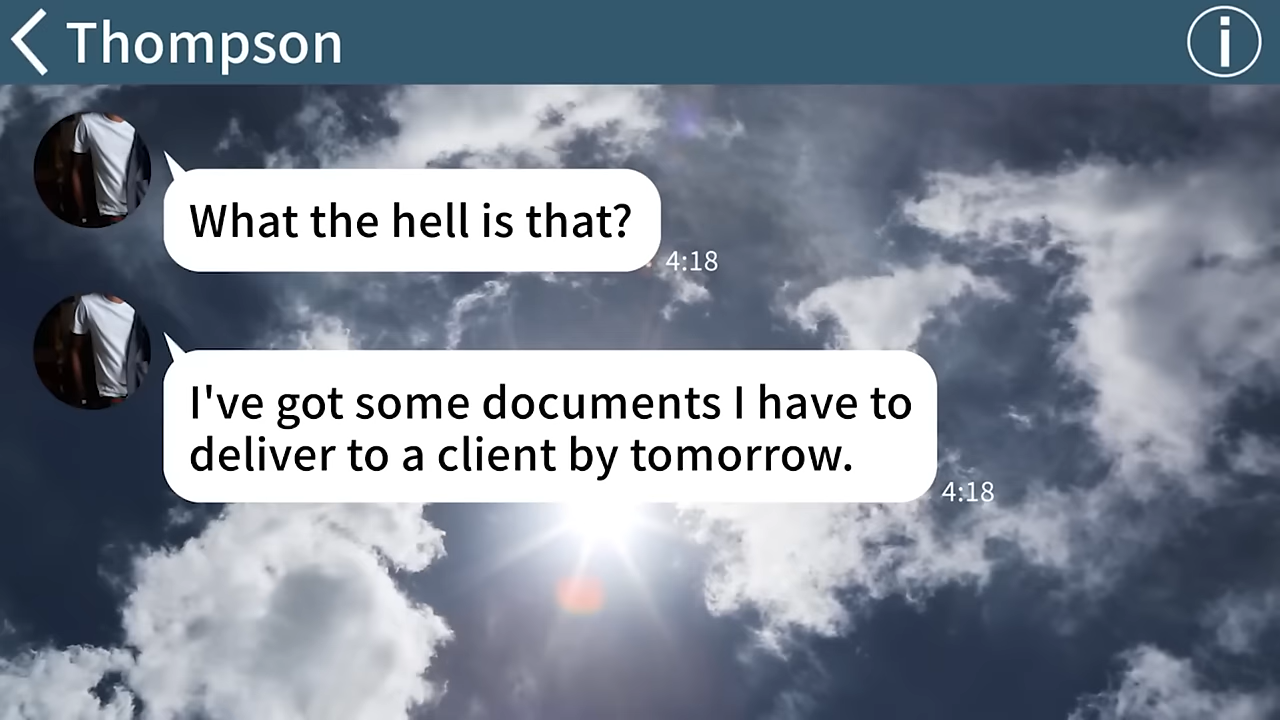 Thompson
What the hell is that?
4:18
I've got some documents I have to
deliver to a client by tomorrow.
4:18